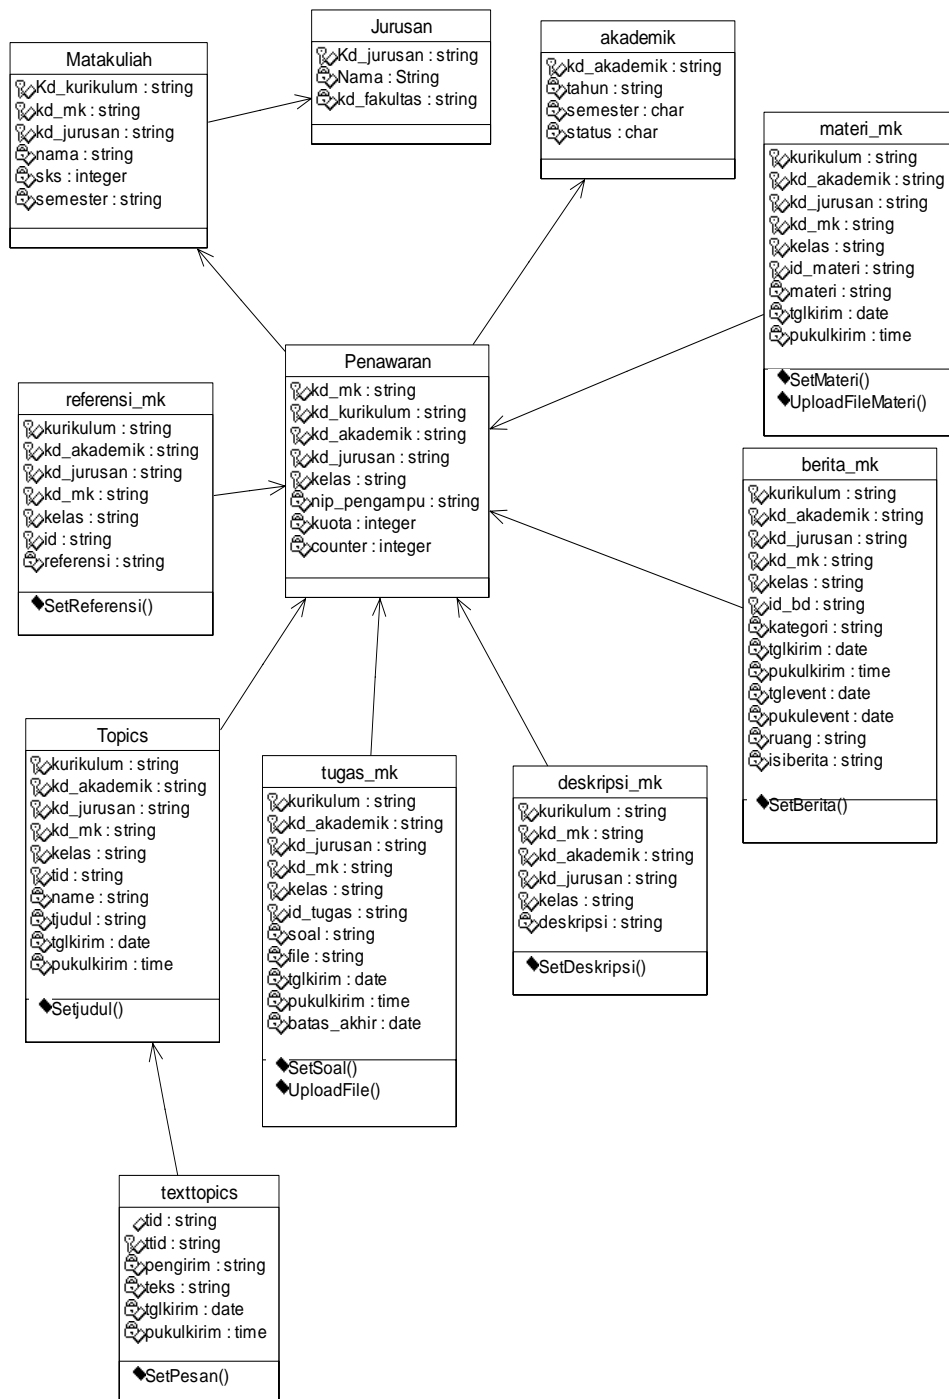 Jurusan
Kd_jurusan : string
Nama : String
kd_fakultas : string
akademik
kd_akademik : string
tahun : string
semester : char
status : char
Matakuliah
Kd_kurikulum : string
kd_mk : string
kd_jurusan : string
nama : string
sks : integer
semester : string
materi_mk
kurikulum : string
kd_akademik : string
kd_jurusan : string
kd_mk : string
kelas : string
id_materi : string
materi : string
tglkirim : date
pukulkirim : time
SetMateri()
UploadFileMateri()
Penawaran
kd_mk : string
kd_kurikulum : string
kd_akademik : string
kd_jurusan : string
kelas : string
nip_pengampu : string
kuota : integer
counter : integer
referensi_mk
kurikulum : string
kd_akademik : string
kd_jurusan : string
kd_mk : string
kelas : string
id : string
referensi : string
SetReferensi()
berita_mk
kurikulum : string
kd_akademik : string
kd_jurusan : string
kd_mk : string
kelas : string
id_bd : string
kategori : string
tglkirim : date
pukulkirim : time
tglevent : date
pukulevent : date
ruang : string
isiberita : string
SetBerita()
Topics
kurikulum : string
kd_akademik : string
kd_jurusan : string
kd_mk : string
kelas : string
tid : string
name : string
tjudul : string
tglkirim : date
pukulkirim : time
Setjudul()
tugas_mk
kurikulum : string
kd_akademik : string
kd_jurusan : string
kd_mk : string
kelas : string
id_tugas : string
soal : string
file : string
tglkirim : date
pukulkirim : time
batas_akhir : date
SetSoal()
UploadFile()
deskripsi_mk
kurikulum : string
kd_mk : string
kd_akademik : string
kd_jurusan : string
kelas : string
deskripsi : string
SetDeskripsi()
texttopics
tid : string
ttid : string
pengirim : string
teks : string
tglkirim : date
pukulkirim : time
SetPesan()